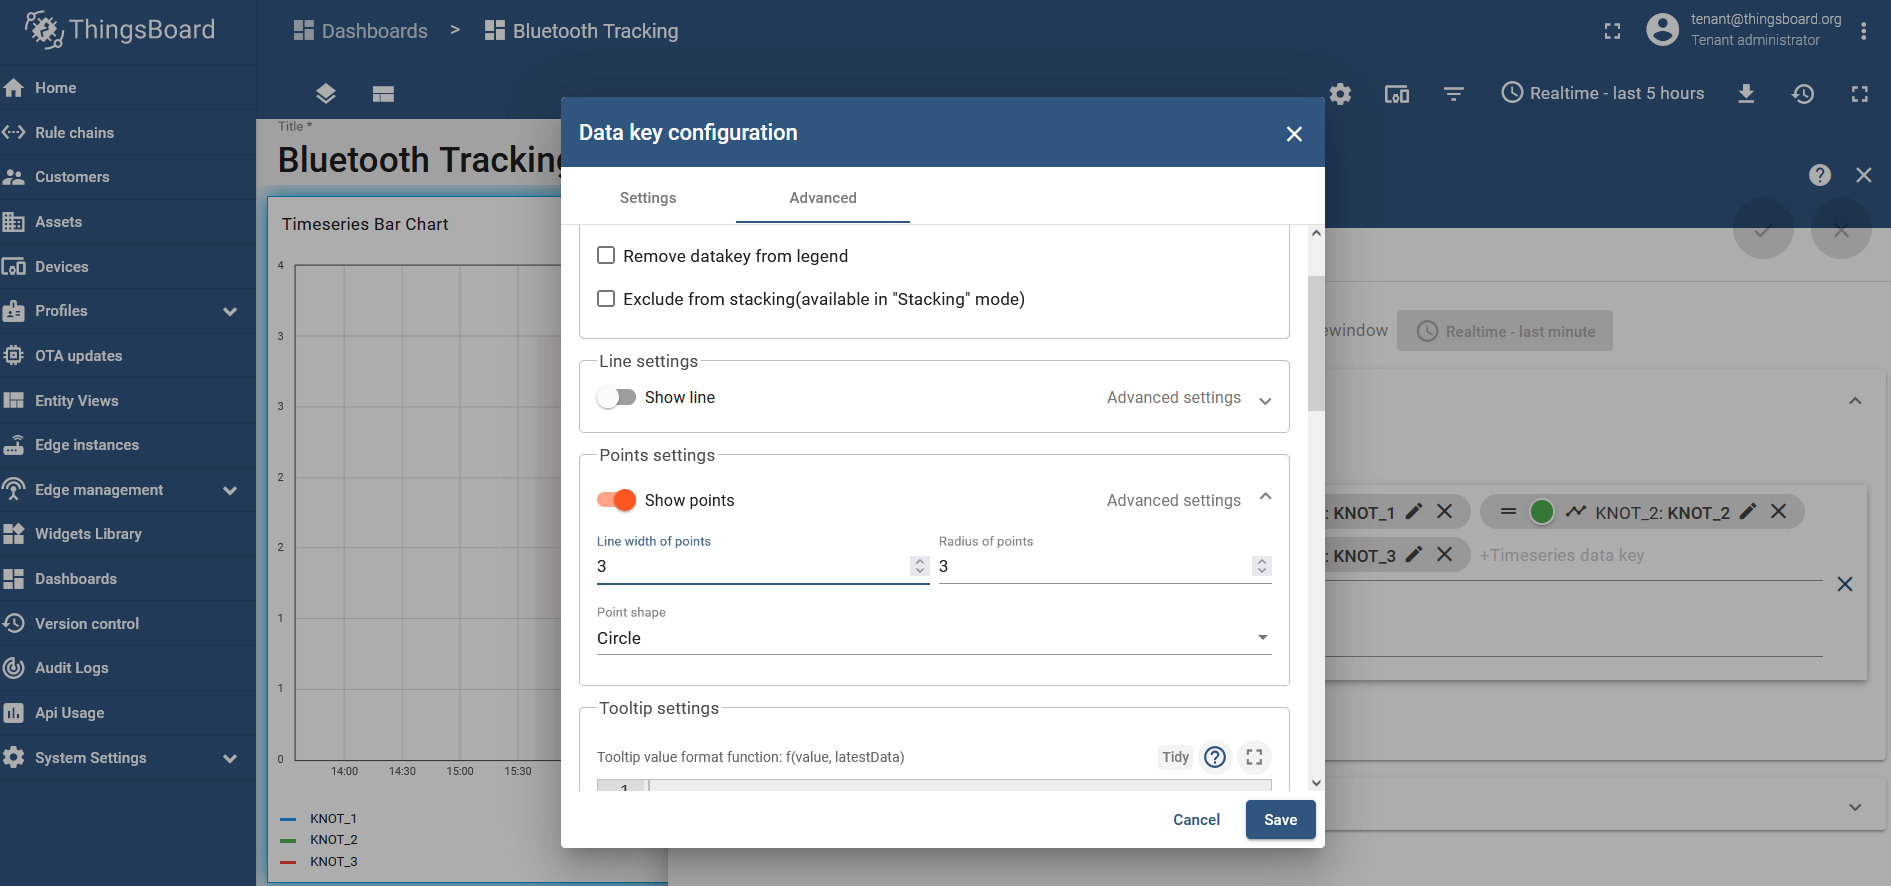 ThingsBoard
Dashboards > Bluetooth Tracking
tenant@thingsboard.org
Tenant administrator
Home
Rule chains
Customers
Assets
Devices
Profiles
OTA updates
Entity Views
Edge instances
Edge management
Widgets Library
Dashboards
Version control
Audit Logs
Api Usage
System Settings
Realtime - last 5 hours
Title *
Bluetooth Tracking
Timeseries Bar Chart
4
3
3
2
2
1
1
0
14:00 14:30 15:00 15:30
KNOT_1
KNOT_2
KNOT_3
Data key configuration
Settings Advanced
Remove datakey from legend
Exclude from stacking(available in "Stacking" mode)
Line settings
Show line Advanced settings
Points settings
Show points Advanced settings
Line width of points Radius of points
3 3
Point shape
Circle
Tooltip settings
Tooltip value format function: f(value, latestData) Tidy
1
Cancel Save
ewindow Realtime - last minute
: KNOT_1 KNOT_2: KNOT_2
: KNOT_3 +Timeseries data key